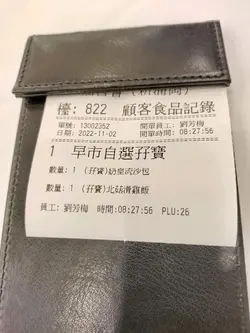 檯: 822 顧客食品記錄
單號: 13002352 開單員工: 劉芳梅
日期: 2022-11-02 開單時間: 08:27:56
1 早市自選孖寶
數量: 1 (孖寶)奶皇流沙包
數量: 1 (孖寶)北菇滑雞飯
員工: 劉芳梅 時間:08:27:56 PLU:26